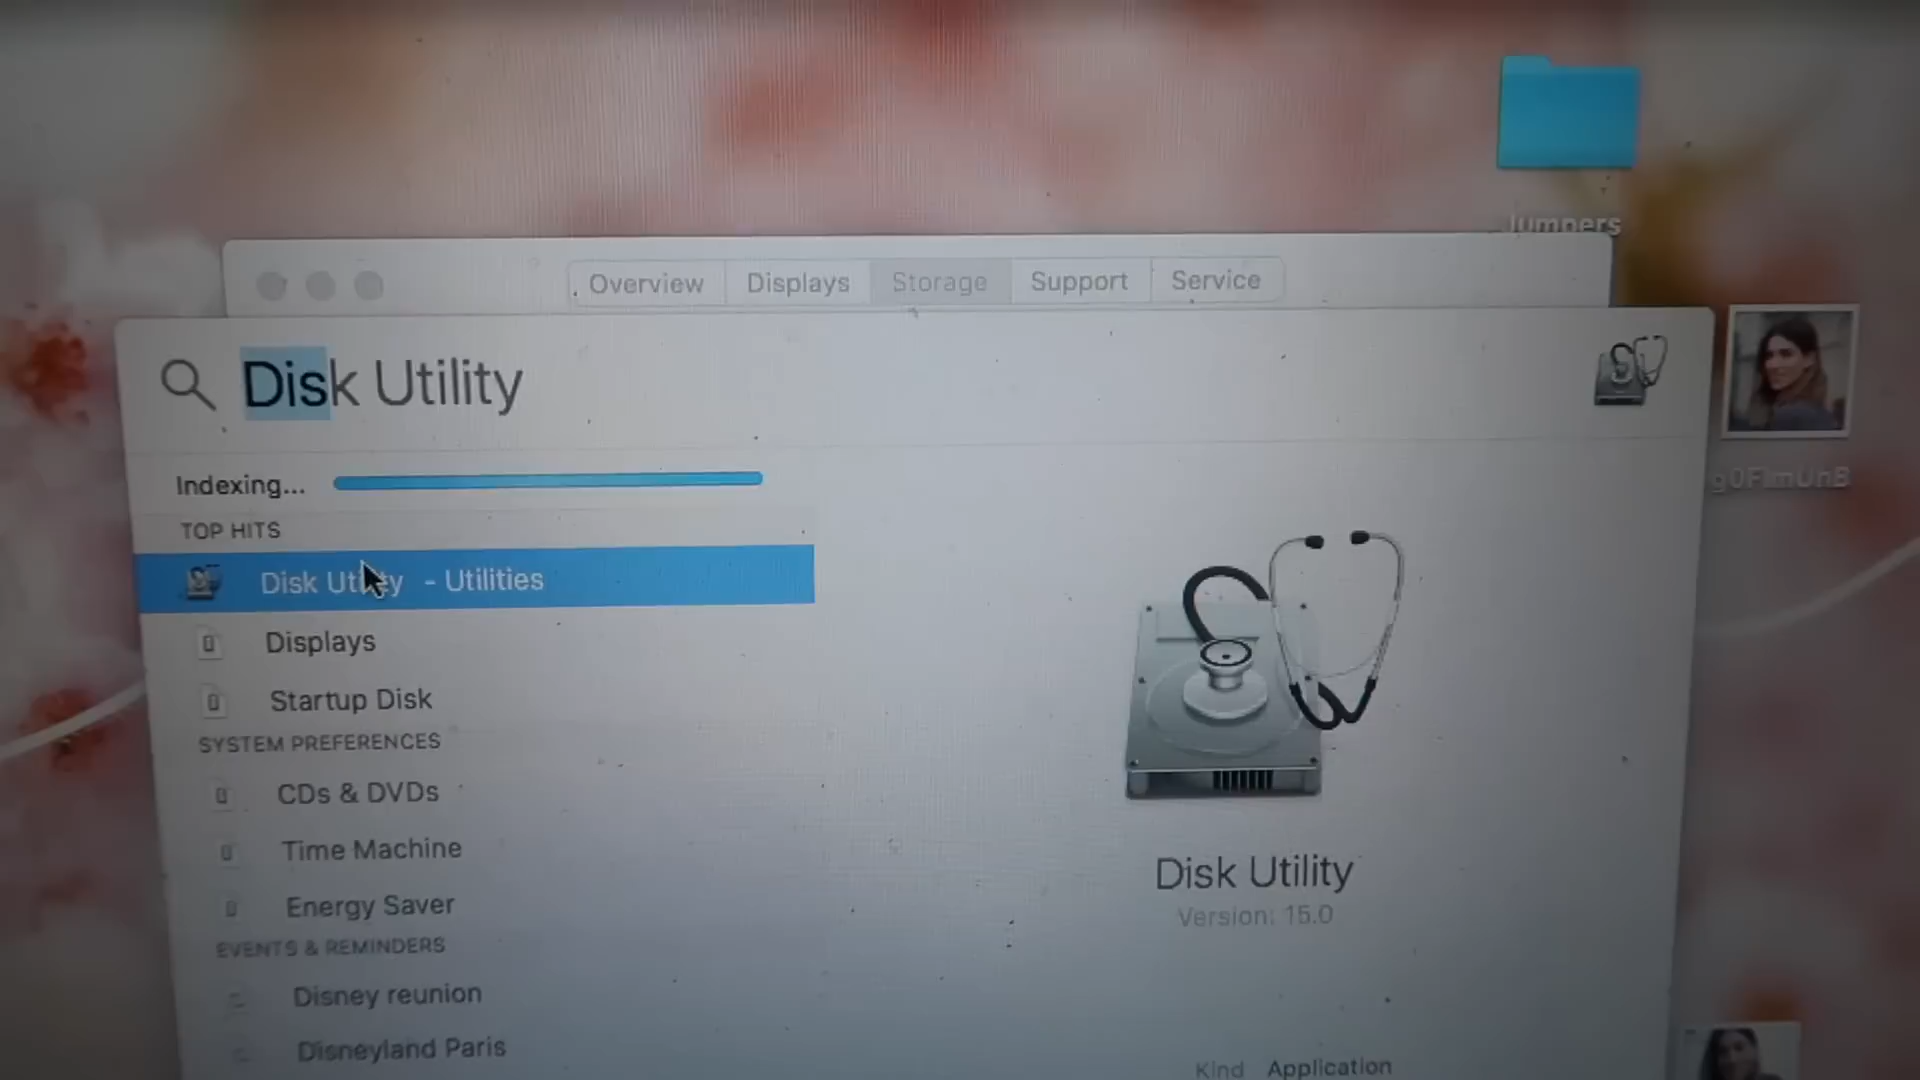 Jumpers
Overview Displays Storage Support Service
Disk Utility
Indexing...
TOP HITS
Disk Utility - Utilities
Displays
Startup Disk
SYSTEM PREFERENCES
CDs & DVDs
Time Machine
Energy Saver
EVENTS & REMINDERS
Disney reunion
Disneyland Paris
Disk Utility
Version: 15.0
Kind Application